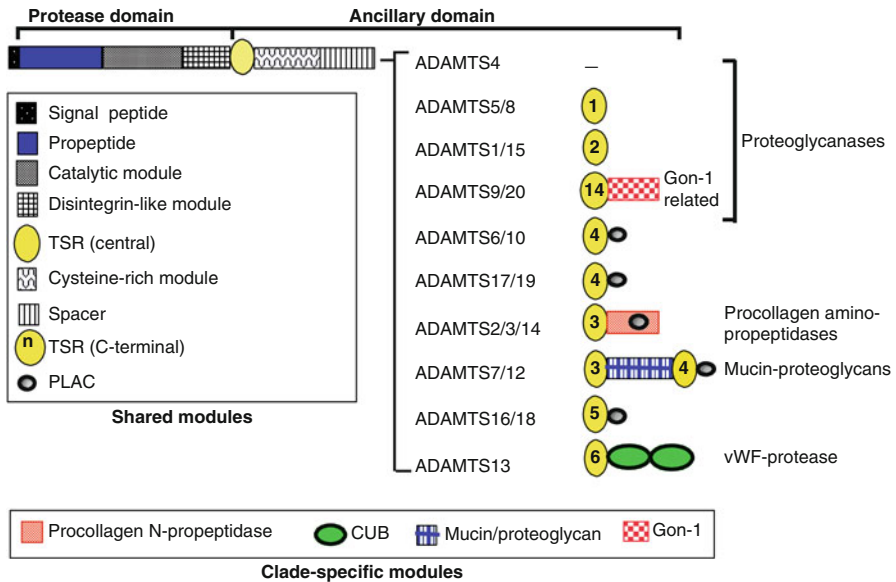 Protease domain
Ancillary domain
Signal peptide
Propeptide
Catalytic module
Disintegrin-like module
TSR (central)
Cysteine-rich module
Spacer
n
TSR (C-terminal)
PLAC
Shared modules
ADAMTS4
–
ADAMTS5/8
1
ADAMTS1/15
2
ADAMTS9/20
14
Gon-1
related
Proteoglycanases
ADAMTS6/10
4
ADAMTS17/19
4
ADAMTS2/3/14
3
Procollagen amino-
propeptidases
ADAMTS7/12
3
4
Mucin-proteoglycans
ADAMTS16/18
5
ADAMTS13
6
vWF-protease
Procollagen N-propeptidase
CUB
Mucin/proteoglycan
Gon-1
Clade-specific modules